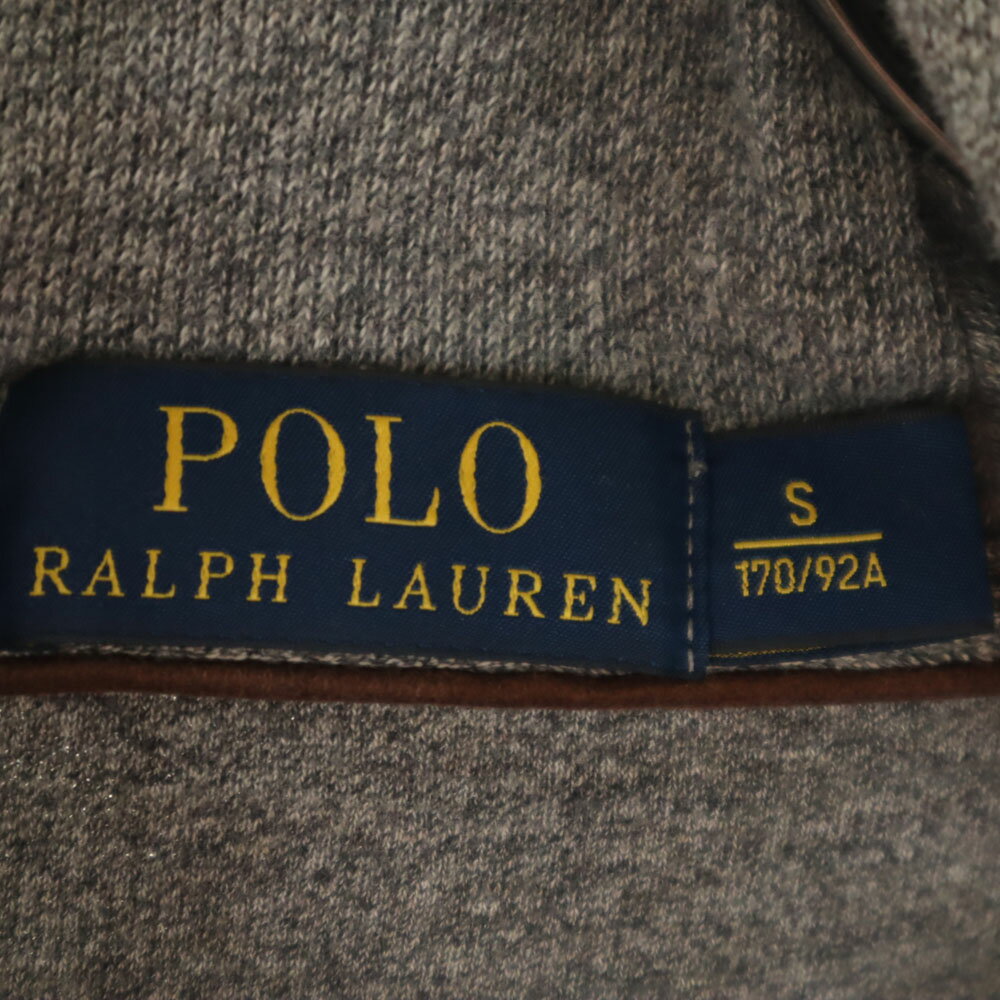 POLO
RALPH LAUREN
S
170/92A